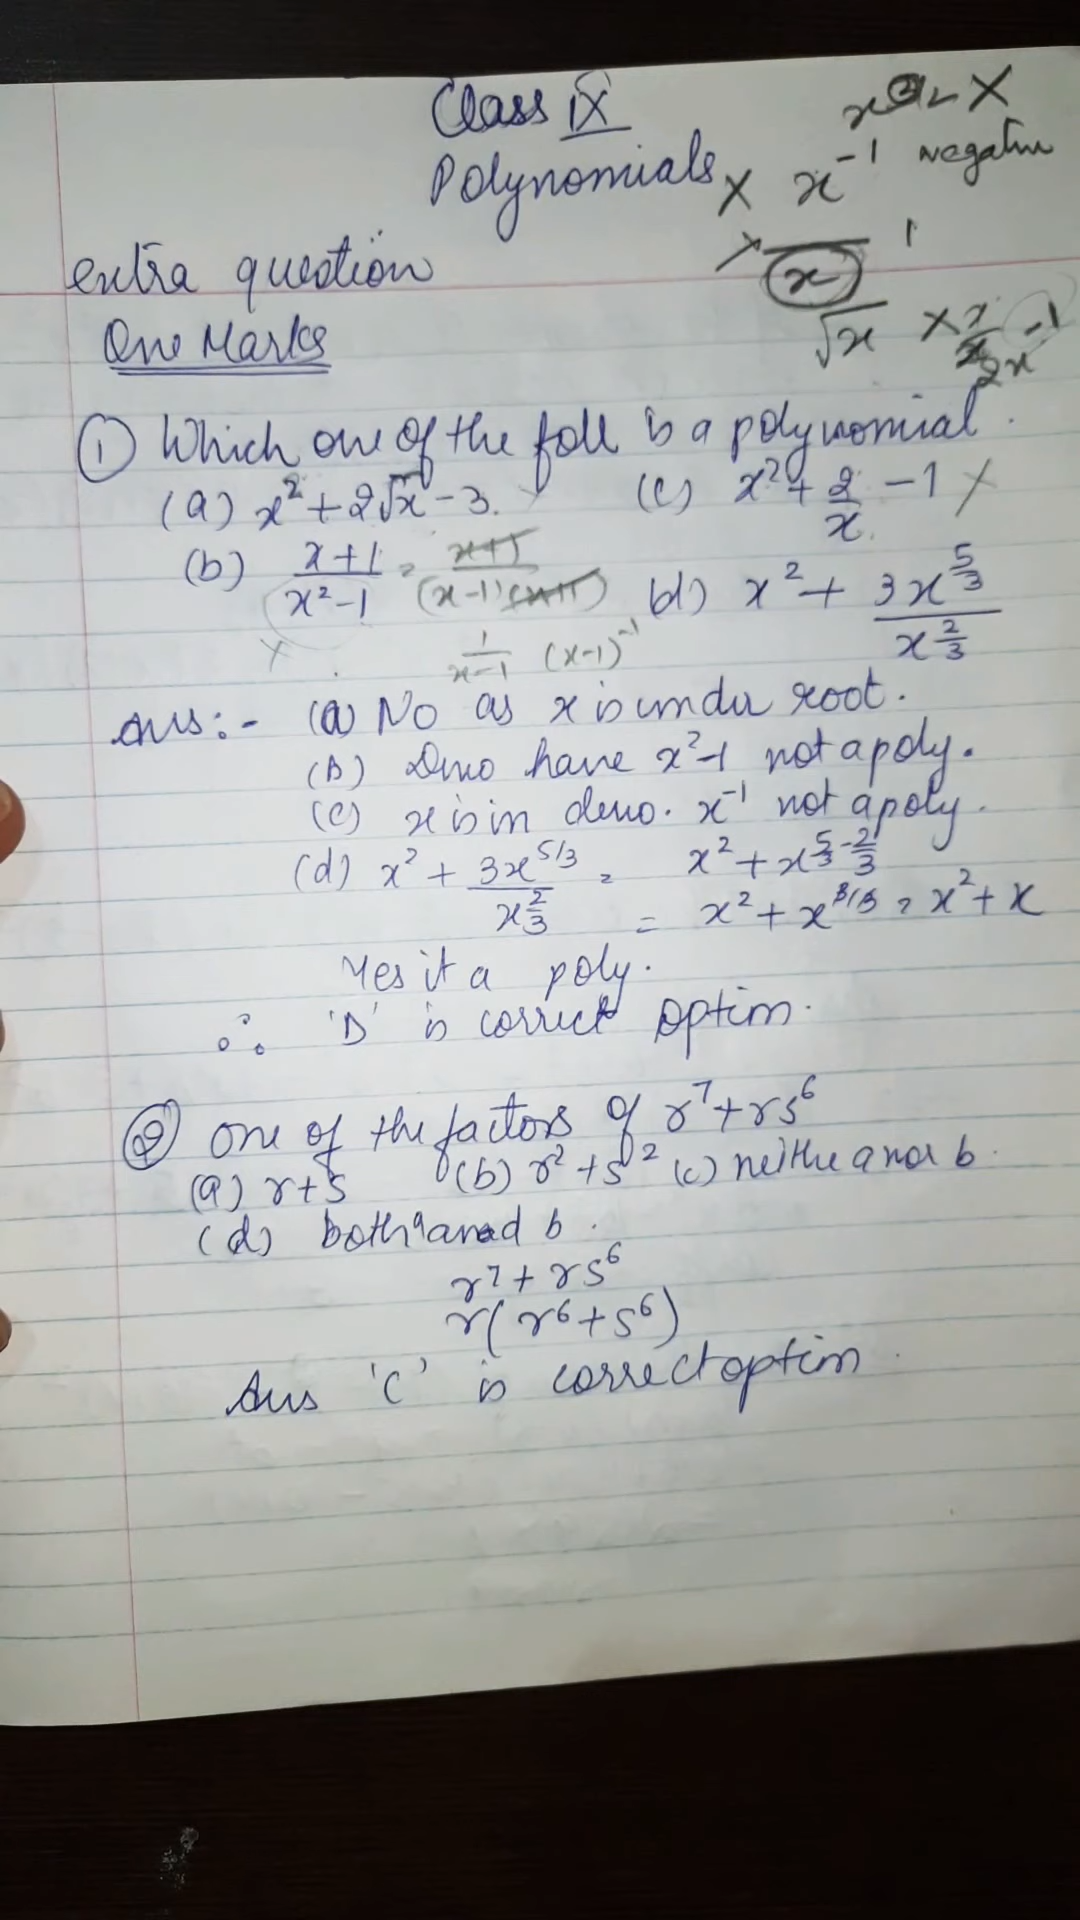 Class IX
Polynomials
x⁻¹ negative
x
√x
2x⁻¹
extra question
One Marks
① Which one of the foll is a polynomial.
(a) x² + 2√x - 3.
(c) x² + 2/x - 1 ×
(b) (x+1)/(x²-1) = (x+1)/((x-1)(x+1))
(d) x² + 3x^(5/3)/x^(2/3)
1/(x-1) (x-1)⁻¹
Ans:- (a) No as x is under root.
(B) Deno have x²-1 not a poly.
(c) x is in deno. x⁻¹ not a poly.
(d) x² + 3x^(5/3)/x^(2/3) = x² + x^(5/3 - 2/3)
= x² + x^(3/3) = x² + x
Yes it a poly.
∴ 'D' is correct option.
② One of the factors of r⁷+rs⁶
(a) r+s (b) r²+s² (c) neithe a nor b.
(d) both a and b.
r⁷ + rs⁶
r(r⁶+s⁶)
Ans 'C' is correct option.